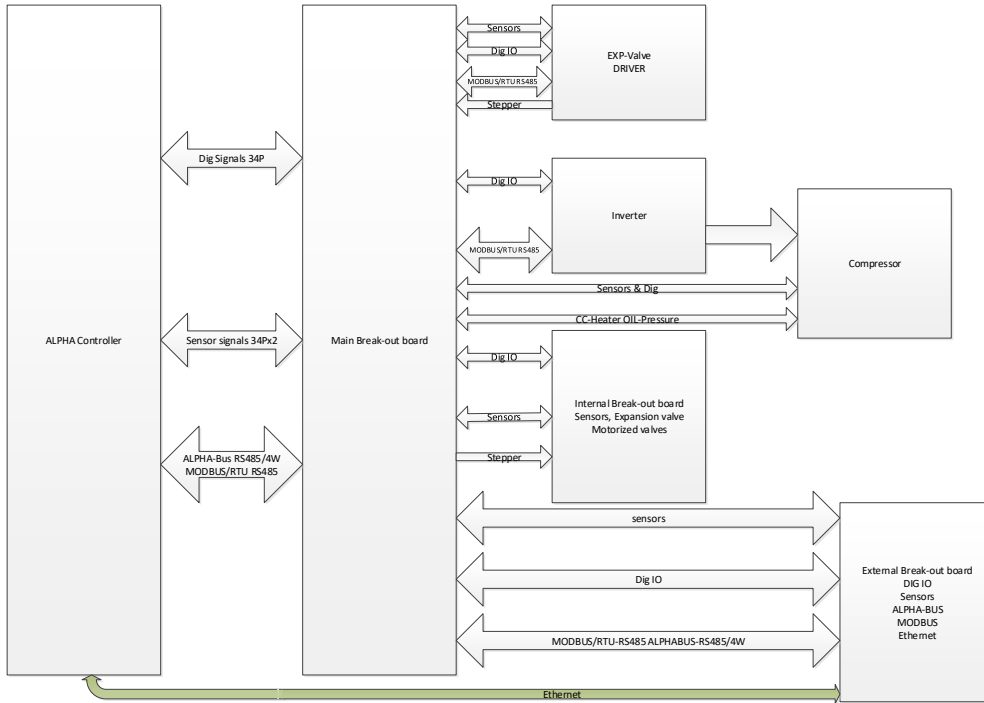 Sensors
Dig IO
EXP-Valve
DRIVER
MODBUS/RTU RS485
Stepper
Dig Signals 34P
Dig IO
Inverter
MODBUS/RTU RS485
Compressor
Sensors & Dig
CC-Heater OIL-Pressure
ALPHA Controller
Sensor signals 34Px2
Main Break-out board
Dig IO
Internal Break-out board
Sensors, Expansion valve
Motorized valves
Sensors
Stepper
ALPHA-Bus RS485/4W
MODBUS/RTU RS485
sensors
Dig IO
External Break-out board
DIG IO
Sensors
ALPHA-BUS
MODBUS
Ethernet
MODBUS/RTU-RS485 ALPHABUS-RS485/4W
Ethernet